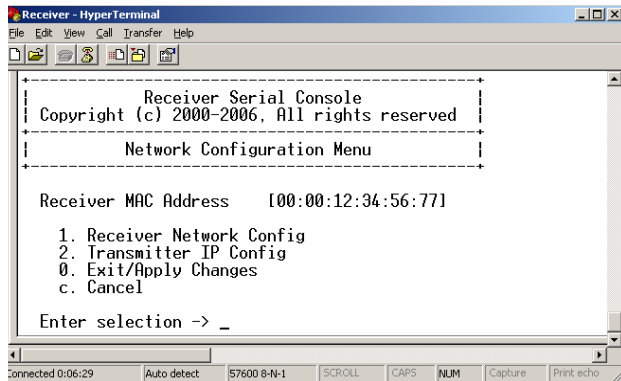 Receiver - HyperTerminal
File Edit View Call Transfer Help
Receiver Serial Console
Copyright (c) 2000-2006, All rights reserved
Network Configuration Menu
Receiver MAC Address [00:00:12:34:56:77]
1. Receiver Network Config
2. Transmitter IP Config
0. Exit/Apply Changes
c. Cancel
Enter selection -> _
Connected 0:06:29 Auto detect 57600 8-N-1 SCROLL CAPS NUM Capture Print echo